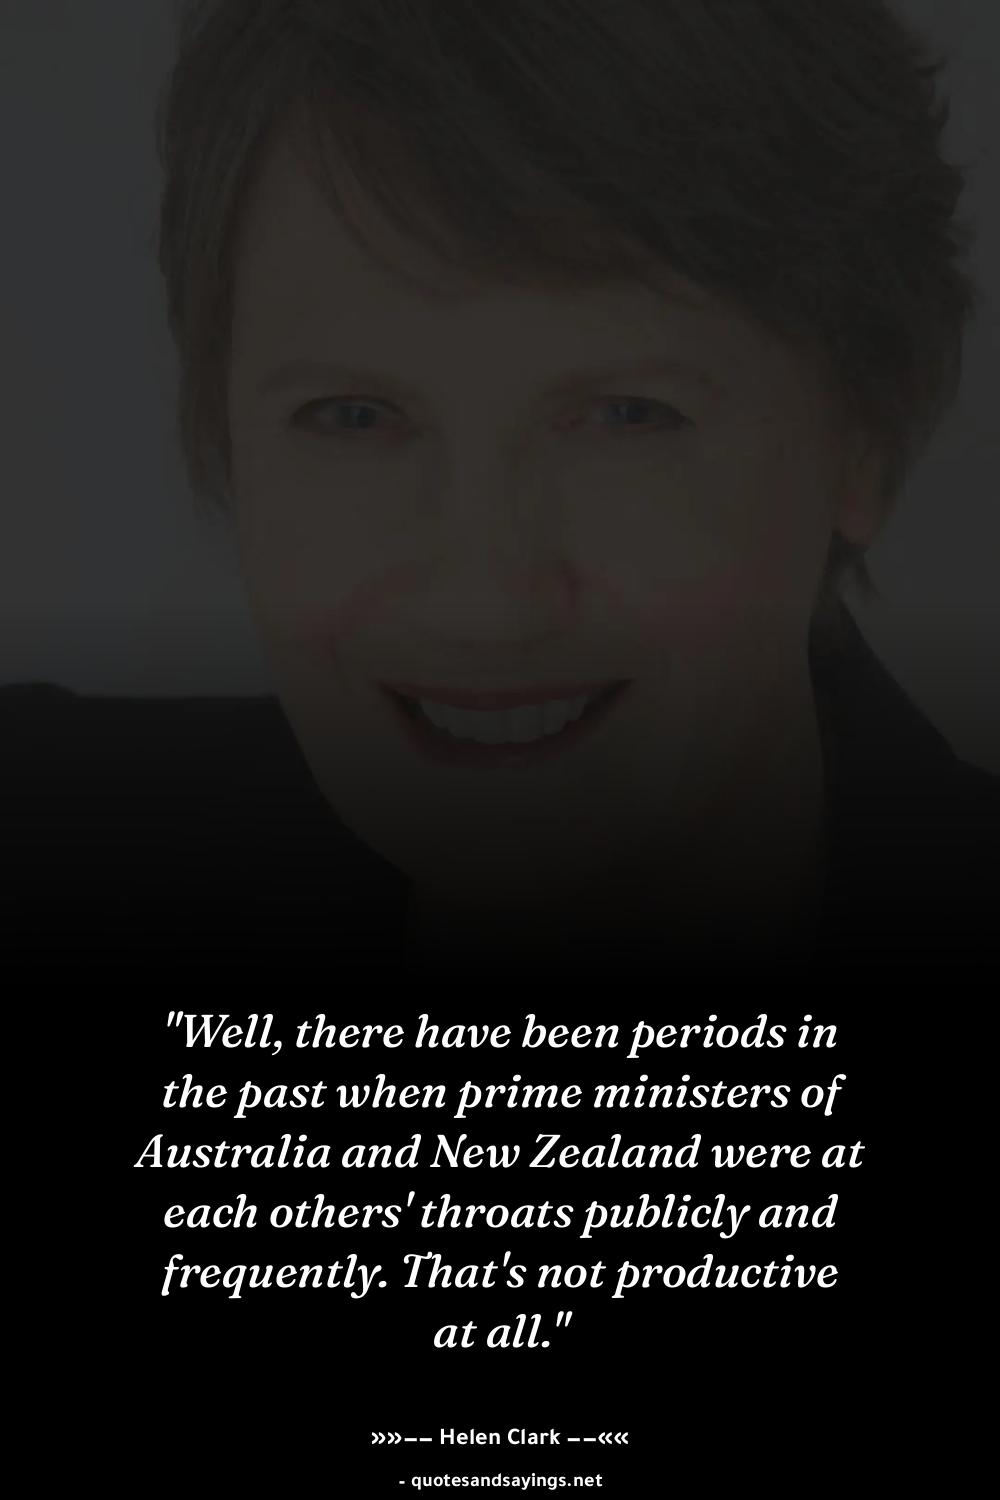 "Well, there have been periods in
the past when prime ministers of
Australia and New Zealand were at
each others' throats publicly and
frequently. That's not productive
at all."
»»−− Helen Clark −−««
- quotesandsayings.net